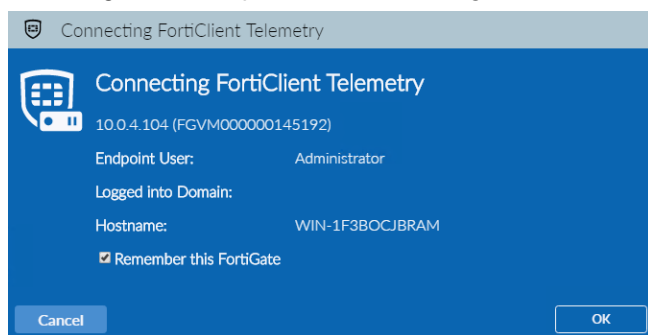 Connecting FortiClient Telemetry
Connecting FortiClient Telemetry
10.0.4.104 (FGVM000000145192)
Endpoint User: Administrator
Logged into Domain:
Hostname: WIN-1F3BOCJBRAM
Remember this FortiGate
Cancel OK